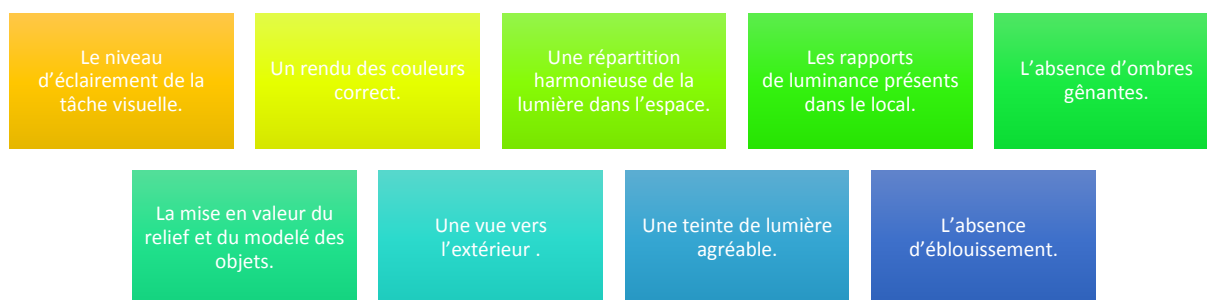 Le niveau
d’éclairement de la
tâche visuelle.
Un rendu des couleurs
correct.
Une répartition
harmonieuse de la
lumière dans l’espace.
Les rapports
de luminance présents
dans le local.
L’absence d’ombres
gênantes.
La mise en valeur du
relief et du modelé des
objets.
Une vue vers
l’extérieur .
Une teinte de lumière
agréable.
L’absence
d’éblouissement.